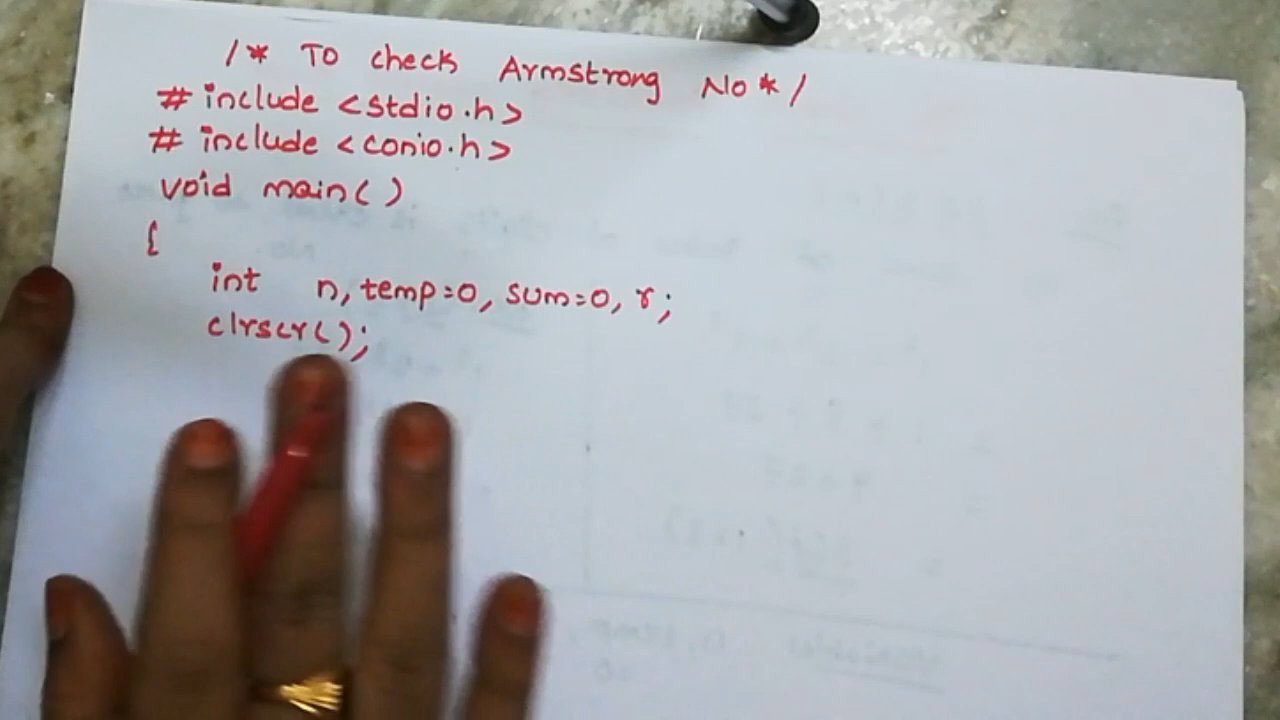 /* To check Armstrong No */
# include <stdio.h>
# include <conio.h>
void main()
{
int n, temp=0, sum=0, r;
clrscr();